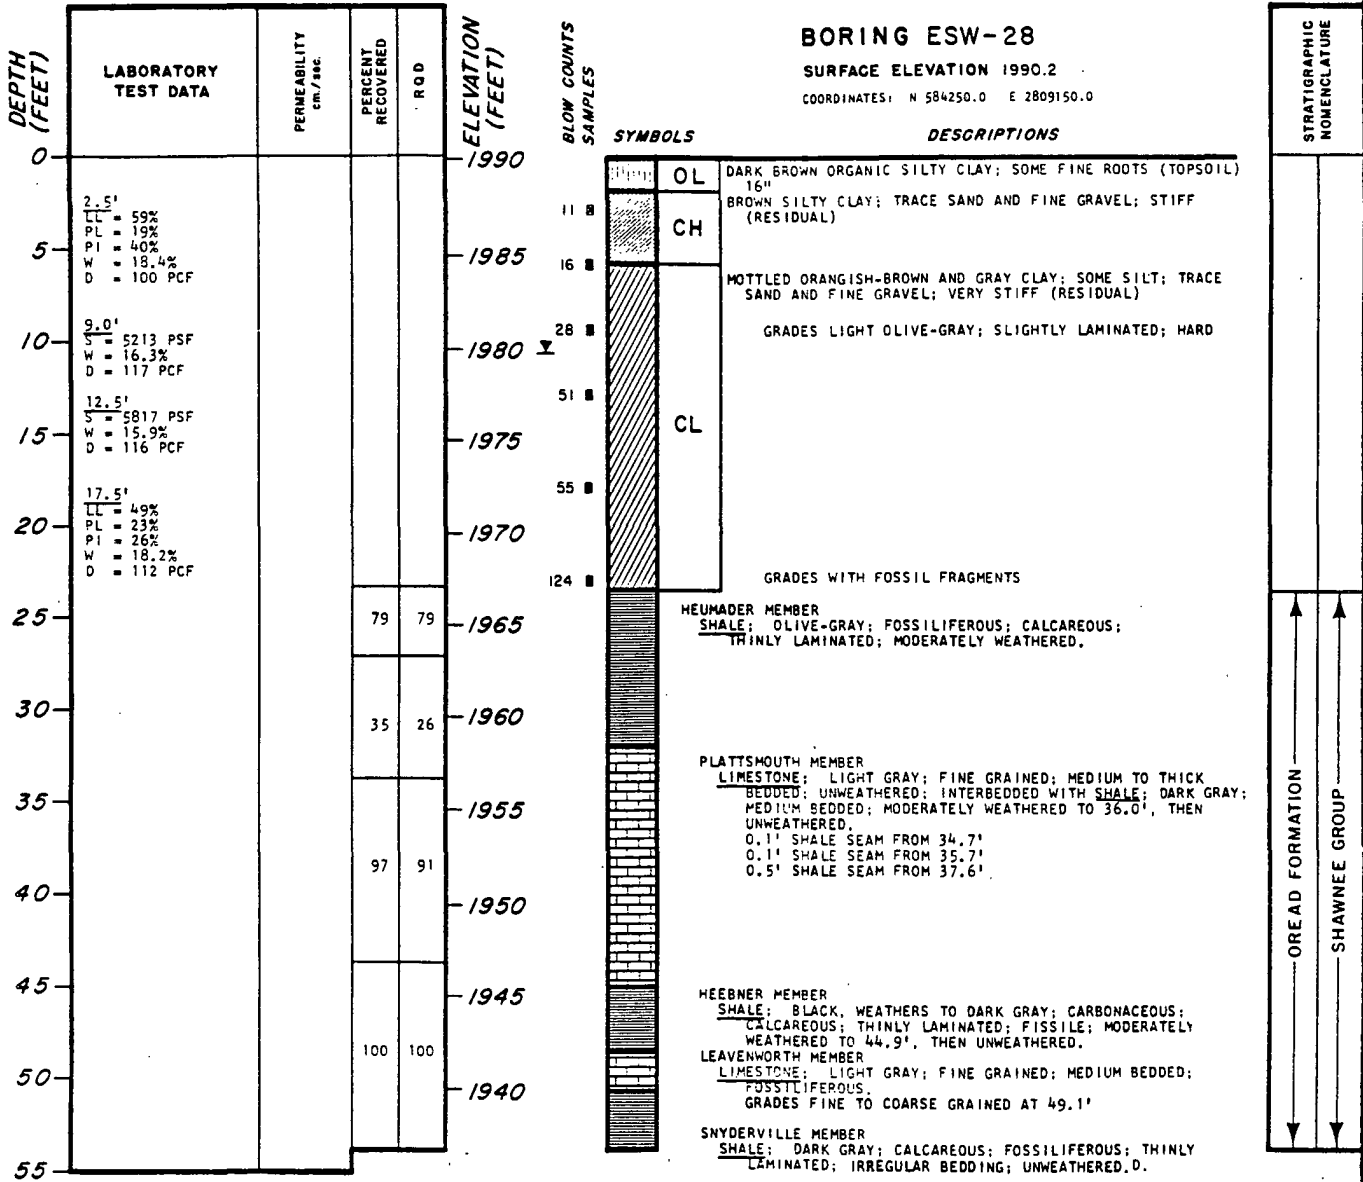 BORING ESW-28
SURFACE ELEVATION 1990.2
COORDINATES: N 584250.0 E 2809150.0
DEPTH (FEET)
LABORATORY TEST DATA
PERMEABILITY cm./sec.
PERCENT RECOVERED
RQD
ELEVATION (FEET)
BLOW COUNTS
SAMPLES
SYMBOLS
DESCRIPTIONS
STRATIGRAPHIC NOMENCLATURE
0
5
10
15
20
25
30
35
40
45
50
55
2.5'
LL = 59%
PL = 19%
PI = 40%
W = 18.4%
D = 100 PCF
9.0'
S = 5213 PSF
W = 16.3%
D = 117 PCF
12.5'
S = 5817 PSF
W = 15.9%
D = 116 PCF
17.5'
LL = 49%
PL = 23%
PI = 26%
W = 18.2%
D = 112 PCF
79 79
35 26
97 91
100 100
1990
1985
1980
1975
1970
1965
1960
1955
1950
1945
1940
11
16
28
51
55
124
OL
CH
CL
DARK BROWN ORGANIC SILTY CLAY; SOME FINE ROOTS (TOPSOIL)
16"
BROWN SILTY CLAY; TRACE SAND AND FINE GRAVEL; STIFF
(RESIDUAL)
MOTTLED ORANGISH-BROWN AND GRAY CLAY; SOME SILT; TRACE
SAND AND FINE GRAVEL; VERY STIFF (RESIDUAL)
GRADES LIGHT OLIVE-GRAY; SLIGHTLY LAMINATED; HARD
GRADES WITH FOSSIL FRAGMENTS
HEUMADER MEMBER
SHALE; OLIVE-GRAY; FOSSILIFEROUS; CALCAREOUS;
THINLY LAMINATED; MODERATELY WEATHERED.
PLATTSMOUTH MEMBER
LIMESTONE; LIGHT GRAY; FINE GRAINED; MEDIUM TO THICK
BEDDED; UNWEATHERED; INTERBEDDED WITH SHALE; DARK GRAY;
MEDIUM BEDDED; MODERATELY WEATHERED TO 36.0', THEN
UNWEATHERED.
0.1' SHALE SEAM FROM 34.7'
0.1' SHALE SEAM FROM 35.7'
0.5' SHALE SEAM FROM 37.6'
HEEBNER MEMBER
SHALE; BLACK, WEATHERS TO DARK GRAY; CARBONACEOUS;
CALCAREOUS; THINLY LAMINATED; FISSILE; MODERATELY
WEATHERED TO 44.9', THEN UNWEATHERED.
LEAVENWORTH MEMBER
LIMESTONE; LIGHT GRAY; FINE GRAINED; MEDIUM BEDDED;
FOSSILIFEROUS.
GRADES FINE TO COARSE GRAINED AT 49.1'
SNYDERVILLE MEMBER
SHALE; DARK GRAY; CALCAREOUS; FOSSILIFEROUS; THINLY
LAMINATED; IRREGULAR BEDDING; UNWEATHERED.D.
OREAD FORMATION
SHAWNEE GROUP